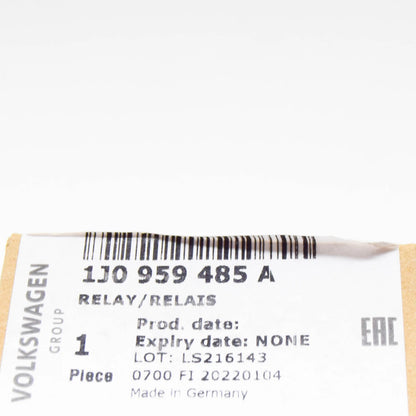 1J0 959 485 A
RELAY/RELAIS
Prod. date:
Expiry date: NONE
LOT: LS216143
0700 FI 20220104
Made in Germany
1
Piece
VOLKSWAGEN
GROUP
EAC